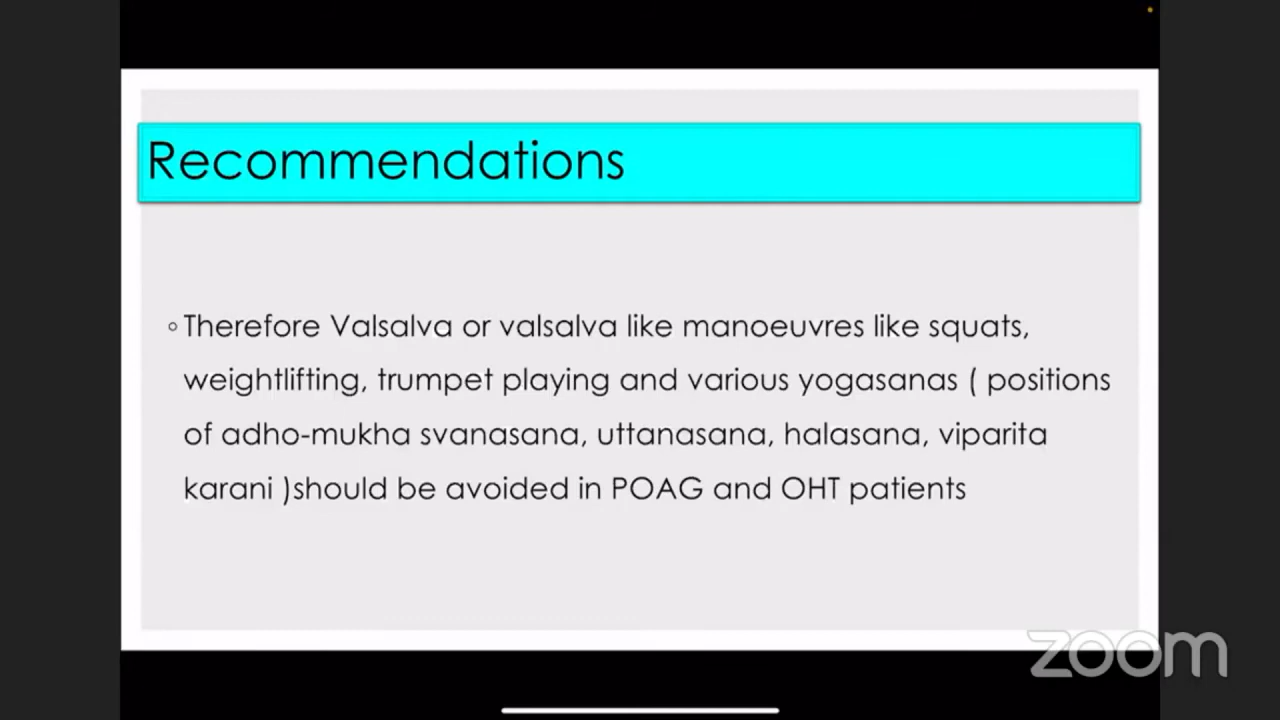 Recommendations
◦Therefore Valsalva or valsalva like manoeuvres like squats,
weightlifting, trumpet playing and various yogasanas ( positions
of adho-mukha svanasana, uttanasana, halasana, viparita
karani )should be avoided in POAG and OHT patients
zoom